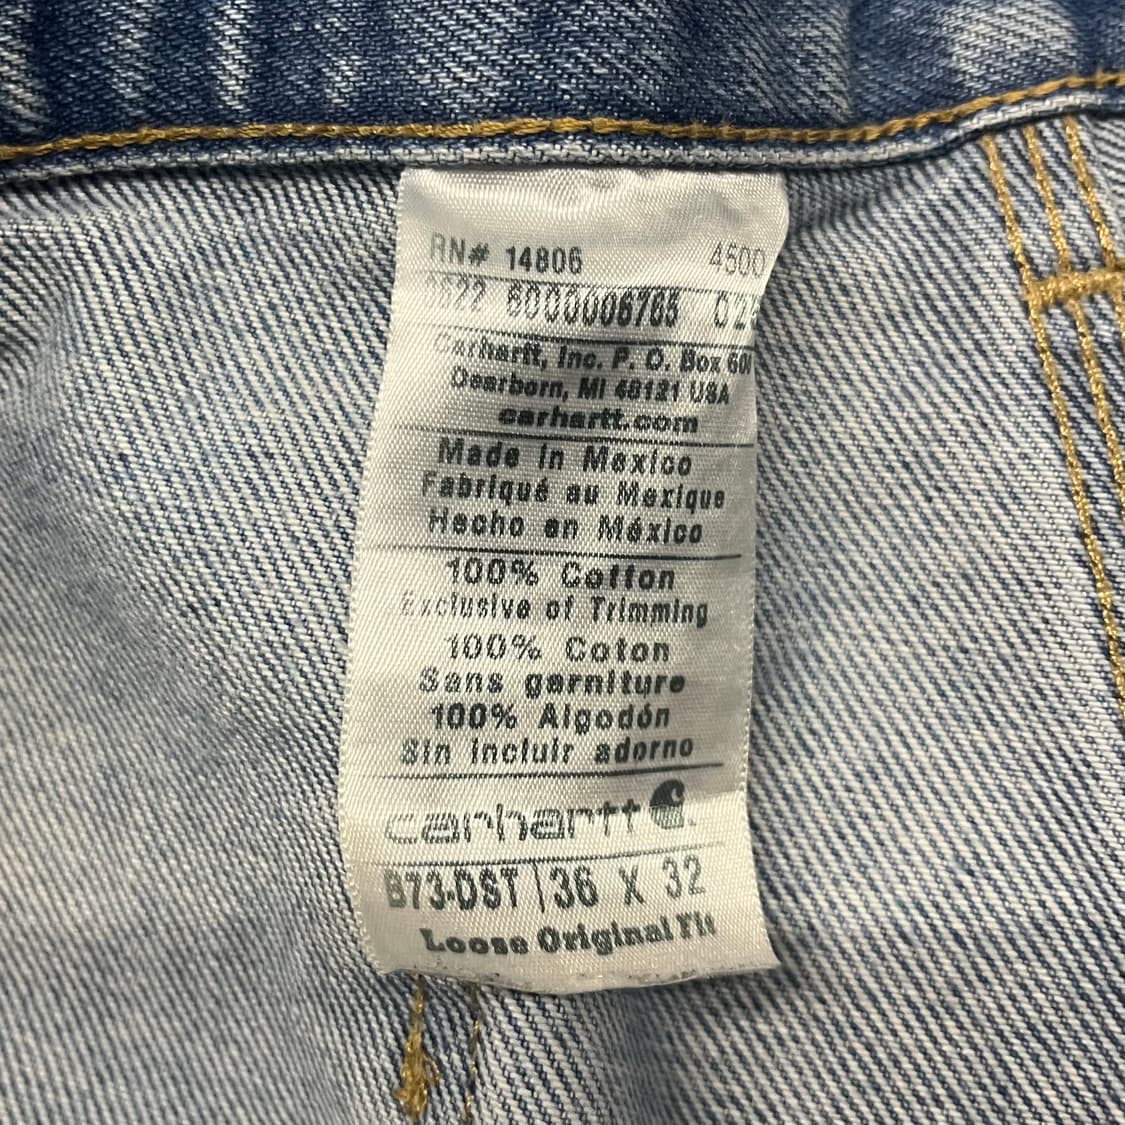 RN# 14806 4500
6000006765
Carhartt, Inc. P. O. Box
Dearborn, MI 48121 USA
carhartt.com
Made in Mexico
Fabriqué au Mexique
Hecho en México
100% Cotton
Exclusive of Trimming
100% Coton
Sans garniture
100% Algodón
Sin incluir adorno
carhartt
B73-DST | 36 X 32
Loose Original Fit